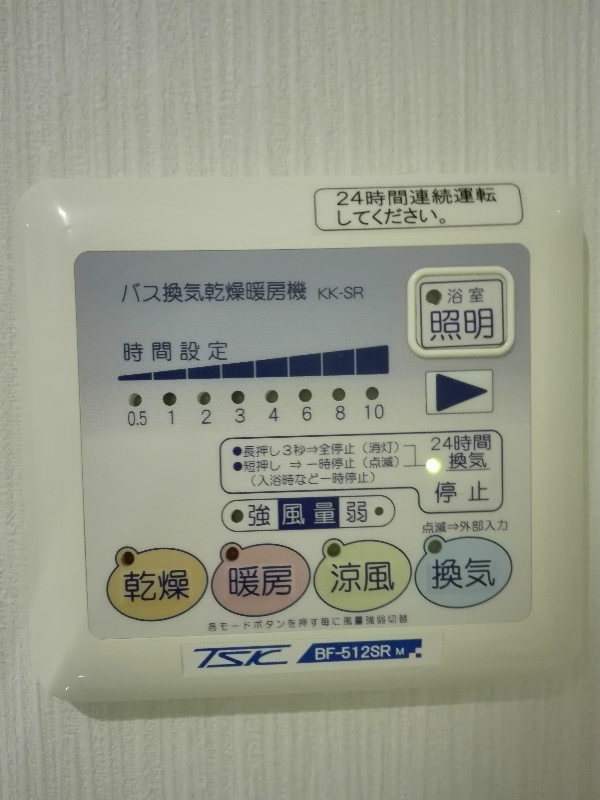 24時間連続運転
してください。
バス換気乾燥暖房機 KK-SR
浴室
照明
時間設定
0.5 1 2 3 4 6 8 10
●長押し3秒⇒全停止（消灯）
●短押し ⇒一時停止（点滅）
（入浴時など一時停止）
24時間
換気
停止
強 風量 弱
点滅⇒外部入力
乾燥 暖房 涼風 換気
各モードボタンを押す毎に風量強弱切替
TSK BF-512SR M